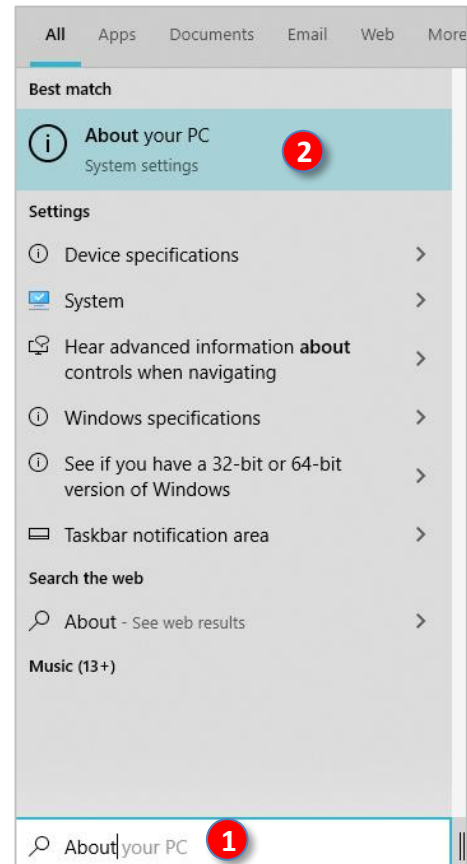 All Apps Documents Email Web More
Best match
About your PC
System settings
2
Settings
Device specifications
System
Hear advanced information about
controls when navigating
Windows specifications
See if you have a 32-bit or 64-bit
version of Windows
Taskbar notification area
Search the web
About - See web results
Music (13+)
About your PC 1